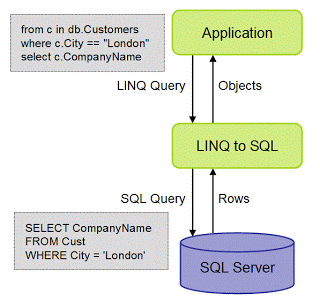 from c in db.Customers
where c.City == "London"
select c.CompanyName
Application
LINQ Query
Objects
LINQ to SQL
SQL Query
Rows
SELECT CompanyName
FROM Cust
WHERE City = 'London'
SQL Server